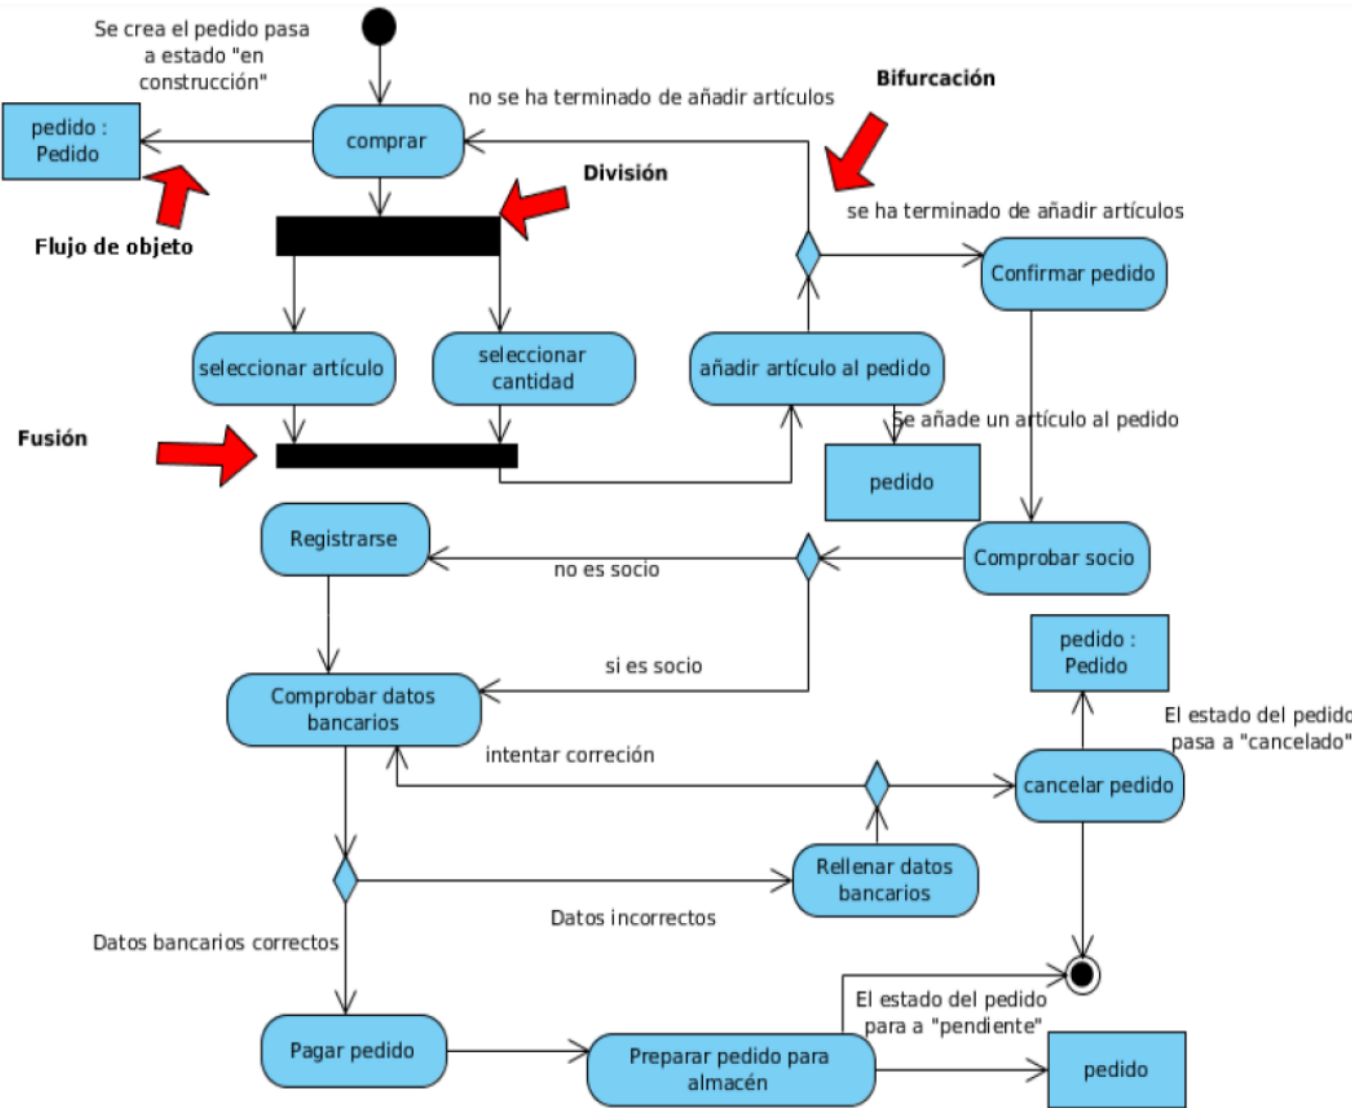 Se crea el pedido pasa
a estado "en
construcción"
Bifurcación
no se ha terminado de añadir artículos
pedido :
Pedido
comprar
División
se ha terminado de añadir artículos
Flujo de objeto
Confirmar pedido
seleccionar artículo
seleccionar
cantidad
añadir artículo al pedido
Se añade un artículo al pedido
Fusión
pedido
Registrarse
no es socio
Comprobar socio
pedido :
Pedido
si es socio
Comprobar datos
bancarios
El estado del pedido
pasa a "cancelado"
intentar correción
cancelar pedido
Rellenar datos
bancarios
Datos incorrectos
Datos bancarios correctos
El estado del pedido
para a "pendiente"
Pagar pedido
Preparar pedido para
almacén
pedido